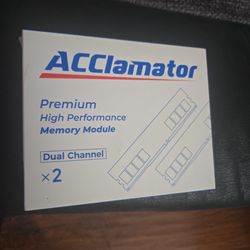 ACClamator
Premium
High Performance
Memory Module
Dual Channel
×2